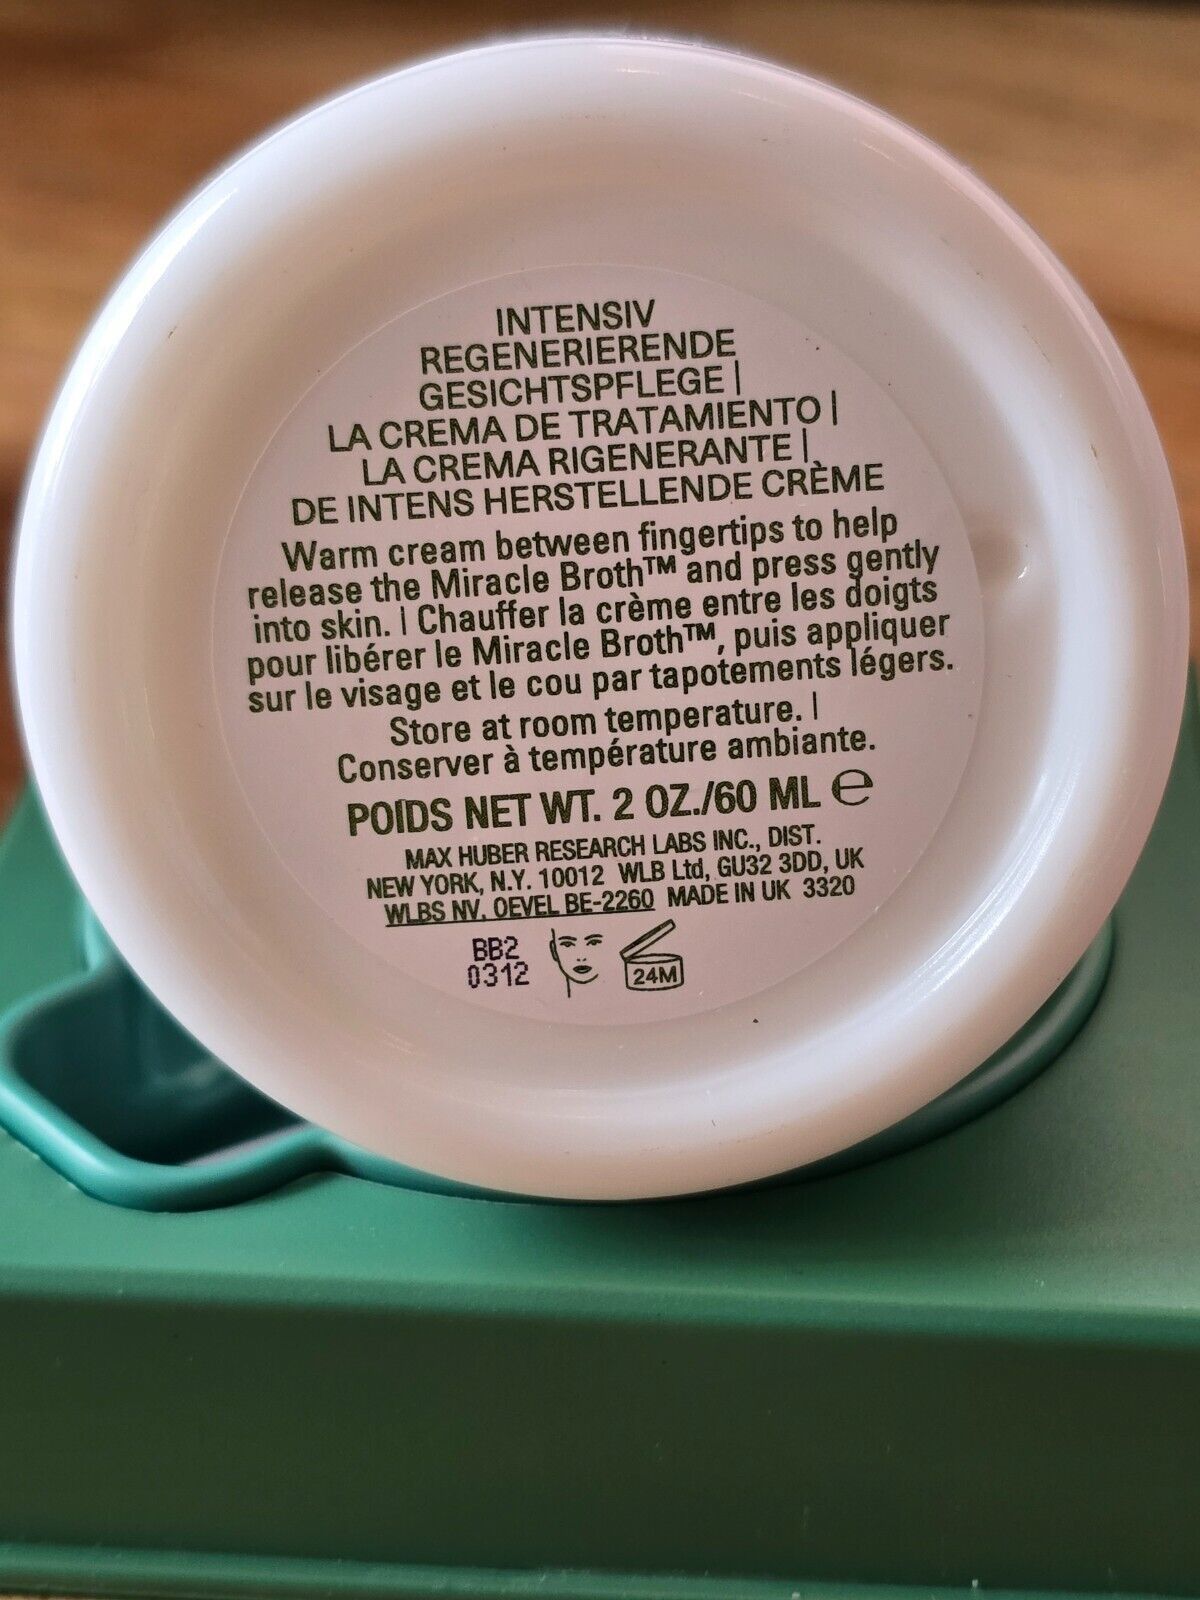 INTENSIV
REGENERIERENDE
GESICHTSPFLEGE |
LA CREMA DE TRATAMIENTO |
LA CREMA RIGENERANTE |
DE INTENS HERSTELLENDE CRÈME
Warm cream between fingertips to help
release the Miracle Broth™ and press gently
into skin. | Chauffer la crème entre les doigts
pour libérer le Miracle Broth™, puis appliquer
sur le visage et le cou par tapotements légers.
Store at room temperature. |
Conserver à température ambiante.
POIDS NET WT. 2 OZ./60 ML ℮
MAX HUBER RESEARCH LABS INC., DIST.
NEW YORK, N.Y. 10012 WLB Ltd, GU32 3DD, UK
WLBS NV, OEVEL BE-2260 MADE IN UK 3320
BB2
0312
24M